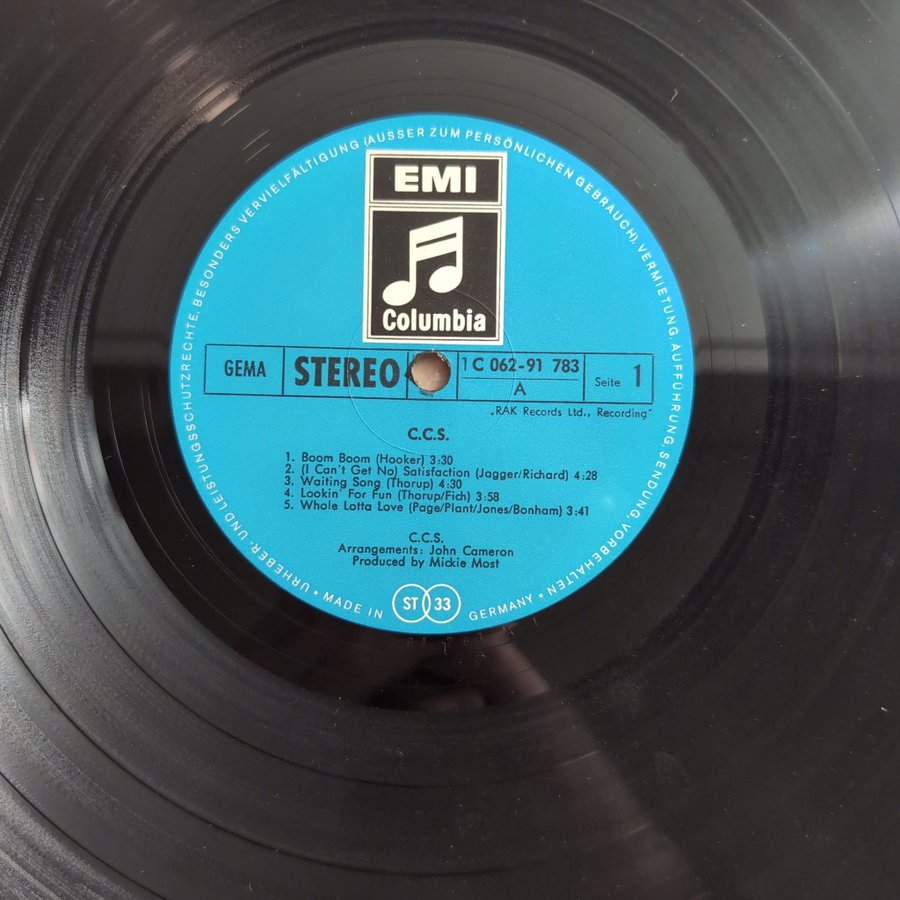 URHEBER- UND LEISTUNGSSCHUTZRECHTE, BESONDERS VERVIELFÄLTIGUNG (AUSSER ZUM PERSÖNLICHEN GEBRAUCH), VERMIETUNG, AUFFÜHRUNG, SENDUNG, VORBEHALTEN •
EMI
Columbia
GEMA STEREO 1 C 062-91 783 Seite 1
A
„RAK Records Ltd., Recording"
C.C.S.
1. Boom Boom (Hooker) 3:30
2. (I Can't Get No) Satisfaction (Jagger/Richard) 4:28
3. Waiting Song (Thorup) 4:30
4. Lookin' For Fun (Thorup/Fich) 3:58
5. Whole Lotta Love (Page/Plant/Jones/Bonham) 3:41
C.C.S.
Arrangements: John Cameron
Produced by Mickie Most
• MADE IN ST 33 GERMANY